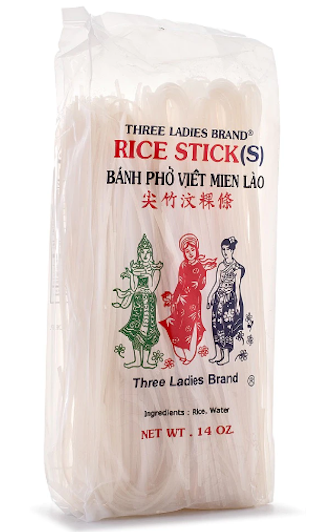 THREE LADIES BRAND®
RICE STICK(S)
BÁNH PHỞ VIỆT MIEN LÀO
尖竹汶粿條
Three Ladies Brand ®
Ingredients : Rice, Water
NET WT. 14 OZ.